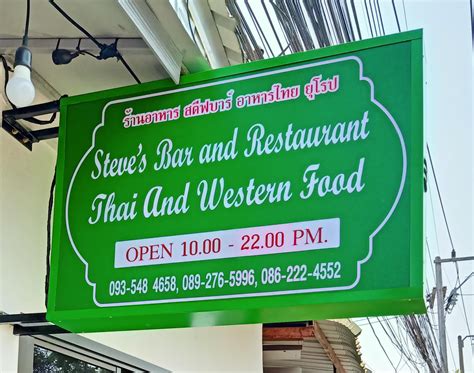 ร้านอาหาร สตีฟบาร์ อาหารไทย ยุโรป
Steve's Bar and Restaurant
Thai And Western Food
OPEN 10.00 - 22.00 PM.
093-548 4658, 089-276-5996, 086-222-4552